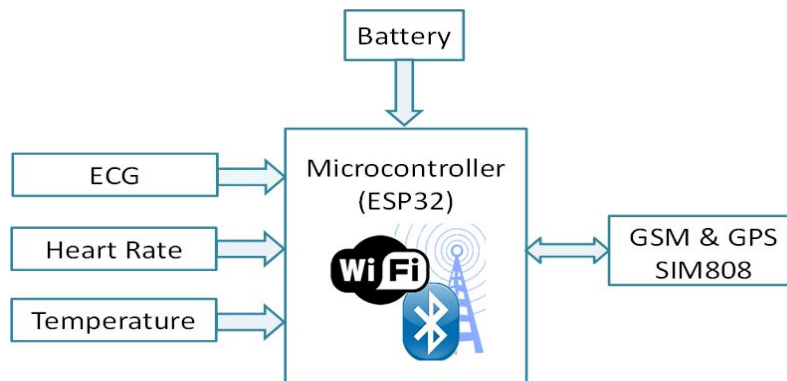 Battery
Microcontroller
(ESP32)
ECG
Heart Rate
Temperature
WiFi
GSM & GPS
SIM808